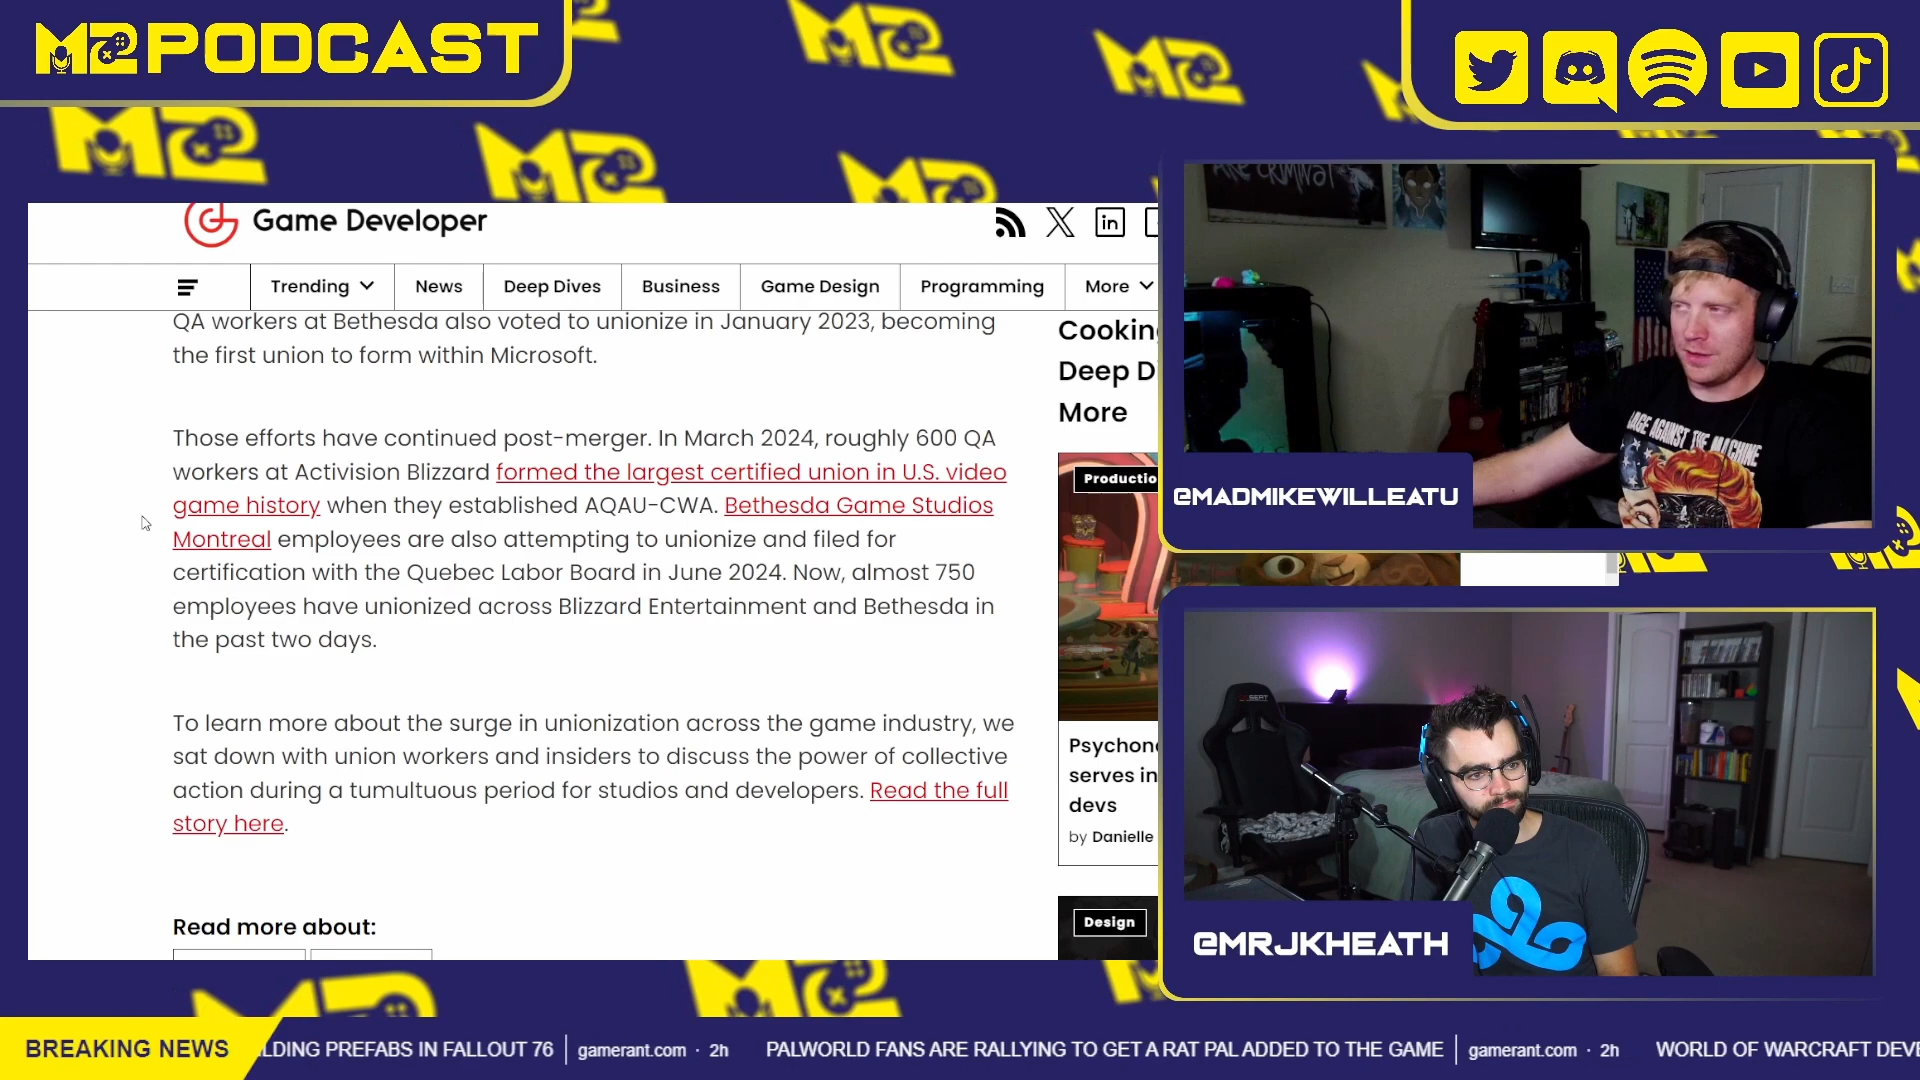 M2 PODCAST
Game Developer
in
Trending
News
Deep Dives
Business
Game Design
Programming
More
QA workers at Bethesda also voted to unionize in January 2023, becoming
the first union to form within Microsoft.
Those efforts have continued post-merger. In March 2024, roughly 600 QA
workers at Activision Blizzard formed the largest certified union in U.S. video
game history when they established AQAU-CWA. Bethesda Game Studios
Montreal employees are also attempting to unionize and filed for
certification with the Quebec Labor Board in June 2024. Now, almost 750
employees have unionized across Blizzard Entertainment and Bethesda in
the past two days.
To learn more about the surge in unionization across the game industry, we
sat down with union workers and insiders to discuss the power of collective
action during a tumultuous period for studios and developers. Read the full
story here.
Read more about:
Cooking
Deep D
More
Productio
Psychon
serves in
devs
by Danielle
Design
ARE CRIMINAL
RAGE AGAINST THE MACHINE
@MADMIKEWILLEATU
@MRJKHEATH
BREAKING NEWS
LDING PREFABS IN FALLOUT 76 | gamerant.com · 2h
PALWORLD FANS ARE RALLYING TO GET A RAT PAL ADDED TO THE GAME | gamerant.com · 2h
WORLD OF WARCRAFT DEVE